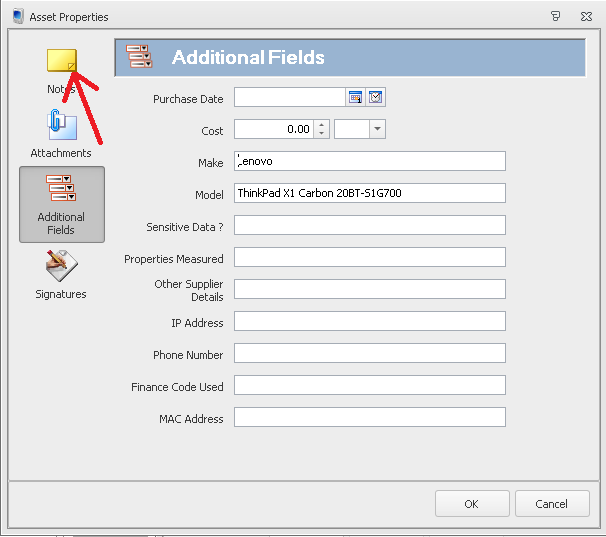 Asset Properties
Notes
Attachments
Additional
Fields
Signatures
Additional Fields
Purchase Date
Cost
0.00
Make
Lenovo
Model
ThinkPad X1 Carbon 20BT-S1G700
Sensitive Data ?
Properties Measured
Other Supplier
Details
IP Address
Phone Number
Finance Code Used
MAC Address
OK
Cancel